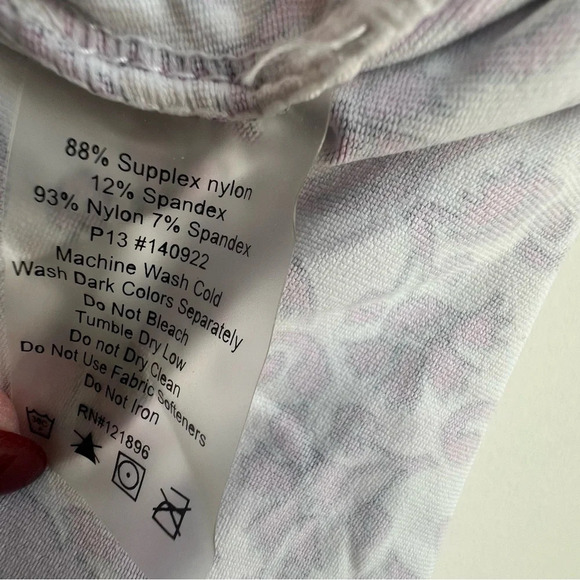 88% Supplex nylon
12% Spandex
93% Nylon 7% Spandex
P13 #140922
Machine Wash Cold
Wash Dark Colors Separately
Do Not Bleach
Tumble Dry Low
Do not Dry Clean
Do Not Use Fabric Softeners
Do Not Iron
RN#121896